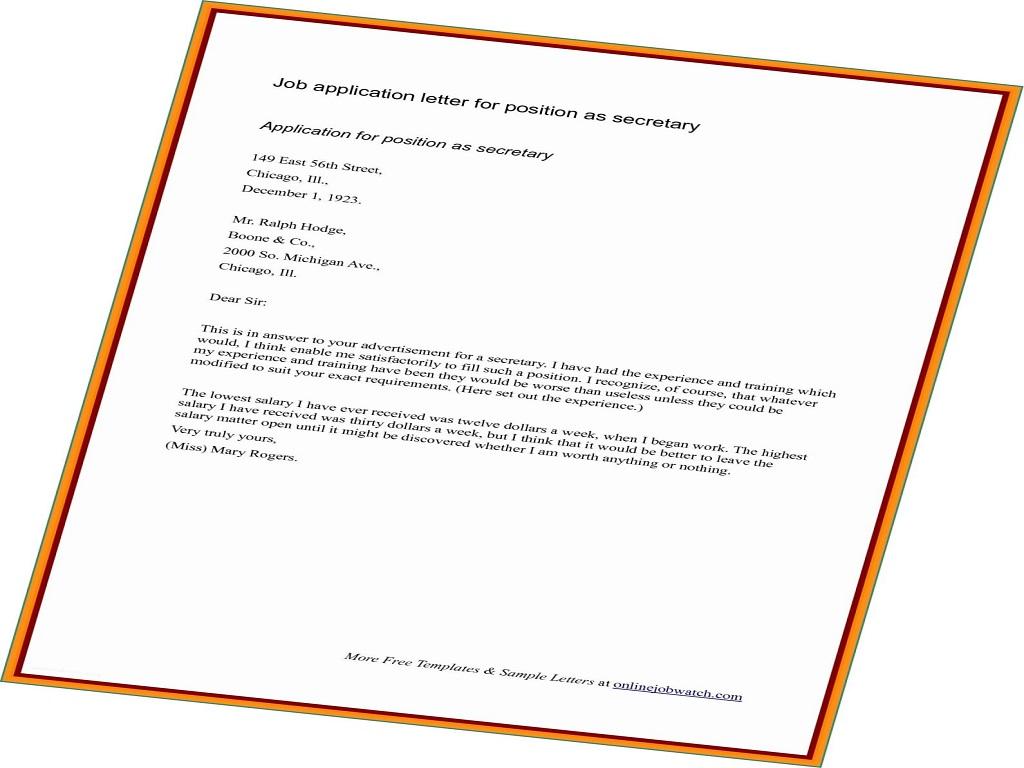 Job application letter for position as secretary
Application for position as secretary
149 East 56th Street,
Chicago, Ill.,
December 1, 1923.
Mr. Ralph Hodge,
Boone & Co.,
2000 So. Michigan Ave.,
Chicago, Ill.
Dear Sir:
This is in answer to your advertisement for a secretary. I have had the experience and training which
would, I think enable me satisfactorily to fill such a position. I recognize, of course, that whatever
my experience and training have been they would be worse than useless unless they could be
modified to suit your exact requirements. (Here set out the experience.)
The lowest salary I have ever received was twelve dollars a week, when I began work. The highest
salary I have received was thirty dollars a week, but I think that it would be better to leave the
salary matter open until it might be discovered whether I am worth anything or nothing.
Very truly yours,
(Miss) Mary Rogers.
More Free Templates & Sample Letters at onlinejobwatch.com